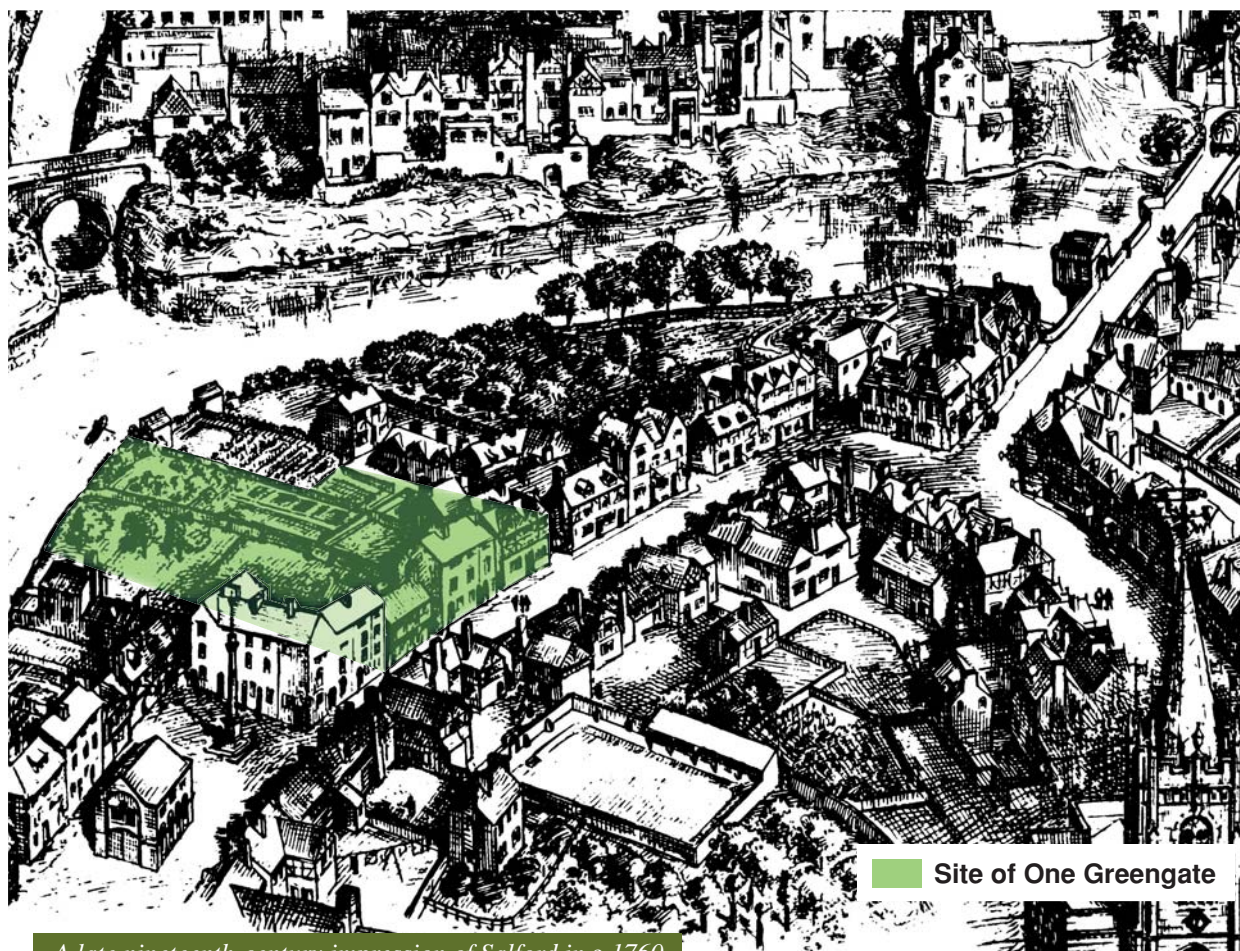 Site of One Greengate
A late nineteenth-century impression of Salford in c 1760